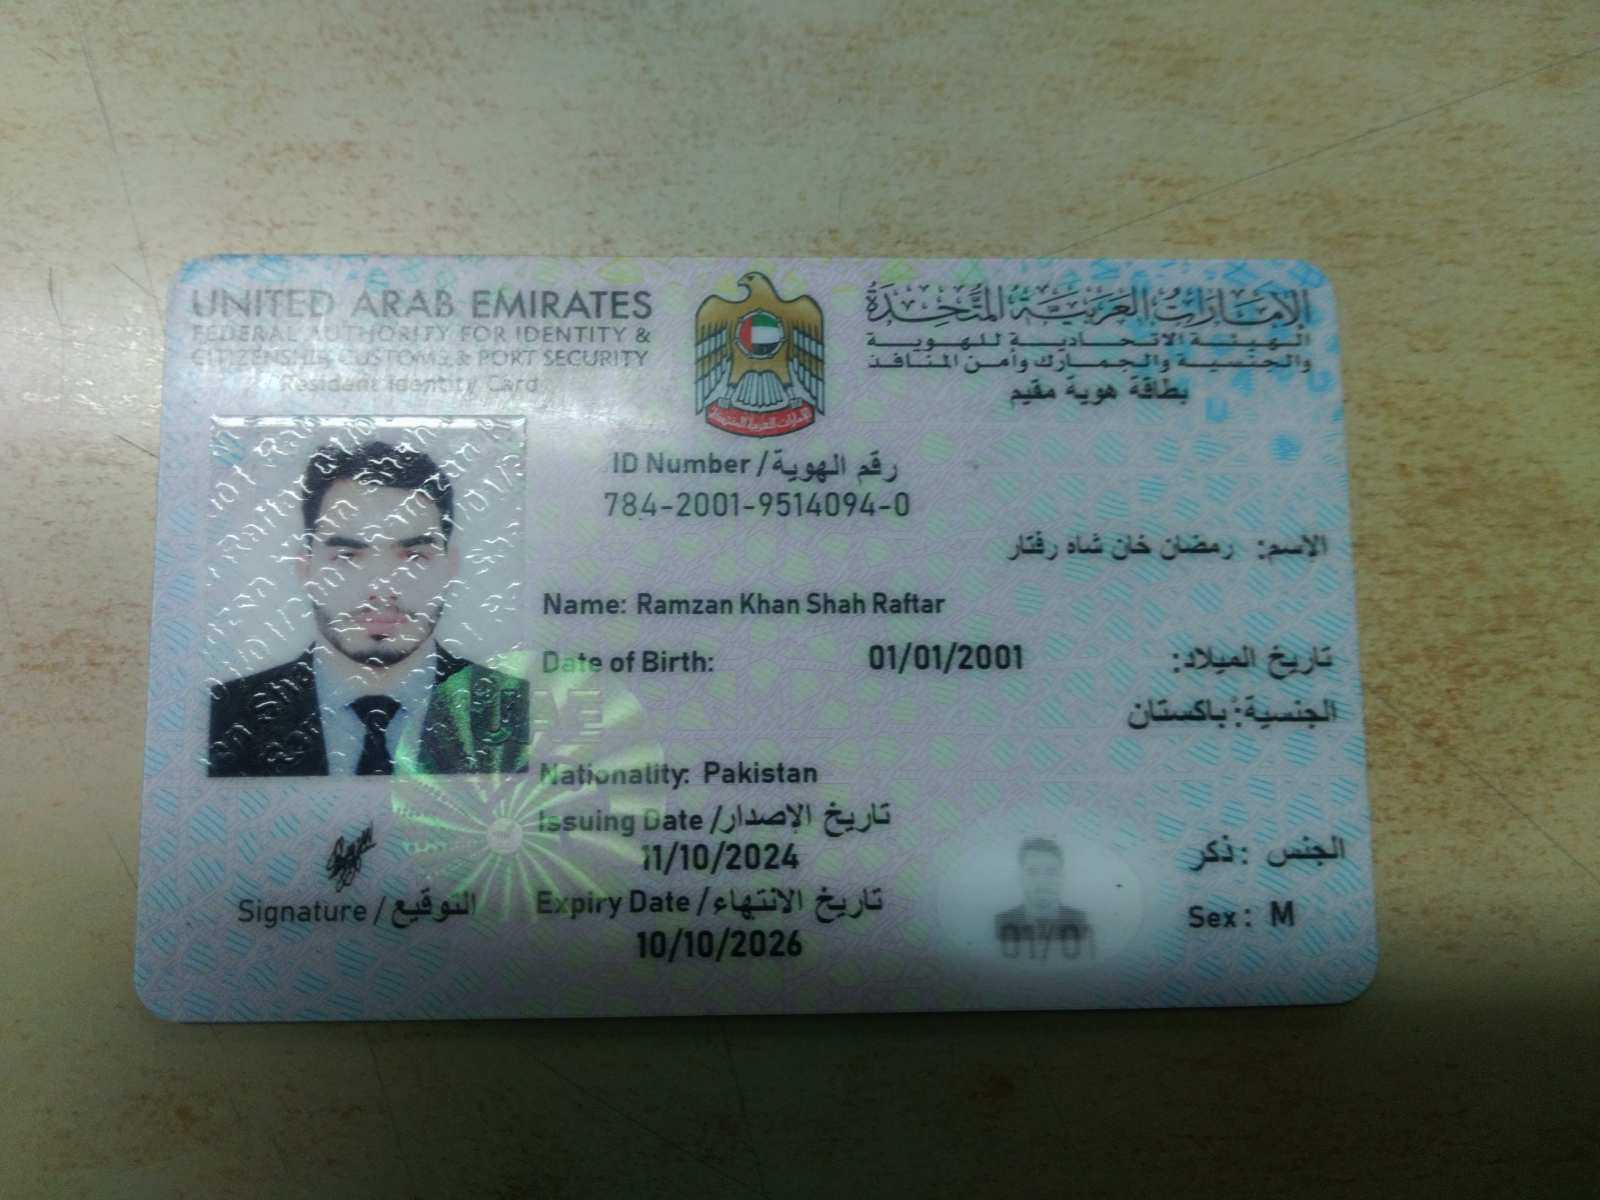 UNITED ARAB EMIRATES
FEDERAL AUTHORITY FOR IDENTITY &
CITIZENSHIP, CUSTOMS & PORT SECURITY
Resident Identity Card
الإمارات العربية المتحدة
الهيئة الاتحادية للهوية
والجنسية والجمارك وأمن المنافذ
بطاقة هوية مقيم
ID Number / رقم الهوية
784-2001-9514094-0
الاسم: رمضان خان شاه رفتار
Name: Ramzan Khan Shah Raftar
Date of Birth: 01/01/2001 تاريخ الميلاد:
الجنسية: باكستان
Nationality: Pakistan
Issuing Date / تاريخ الإصدار
11/10/2024
Expiry Date / تاريخ الانتهاء
10/10/2026
الجنس : ذكر
Sex : M
Signature / التوقيع
01/01